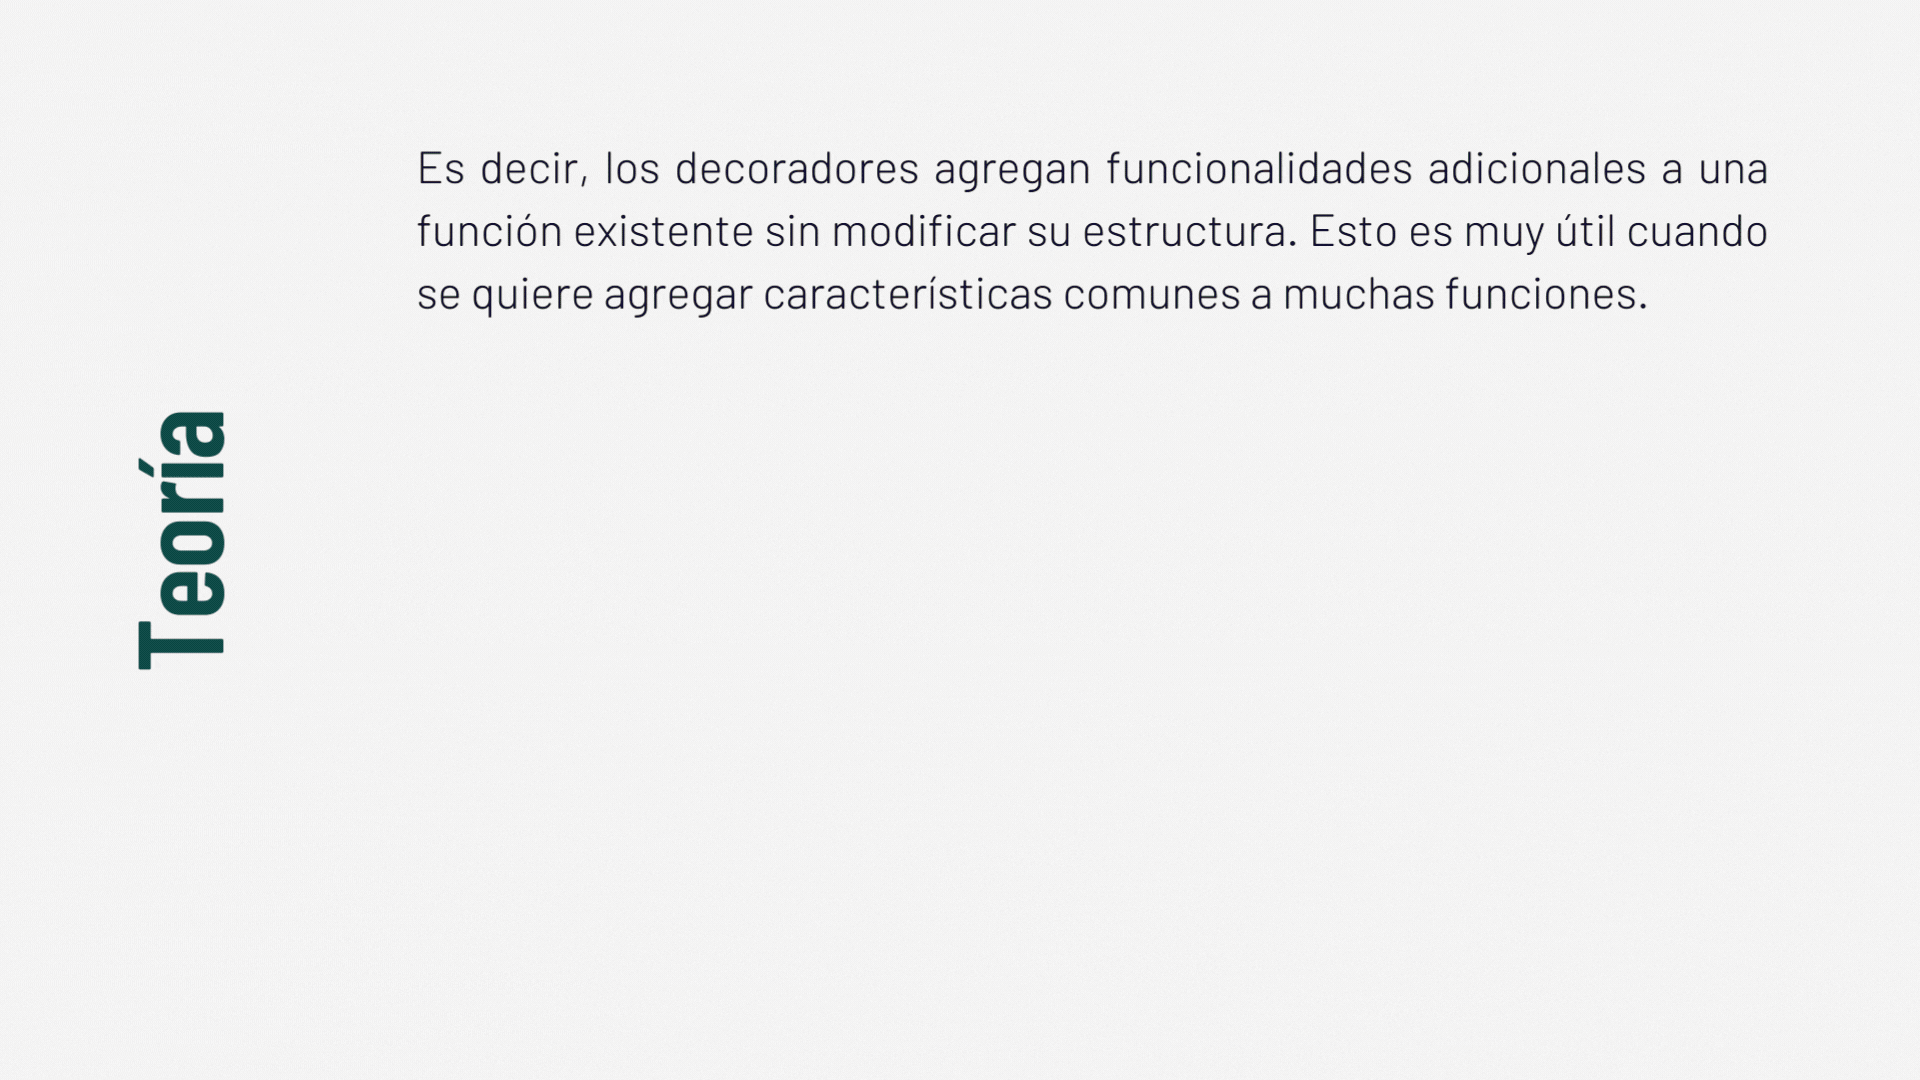 Es decir, los decoradores agregan funcionalidades adicionales a una
función existente sin modificar su estructura. Esto es muy útil cuando
se quiere agregar características comunes a muchas funciones.
Teoría